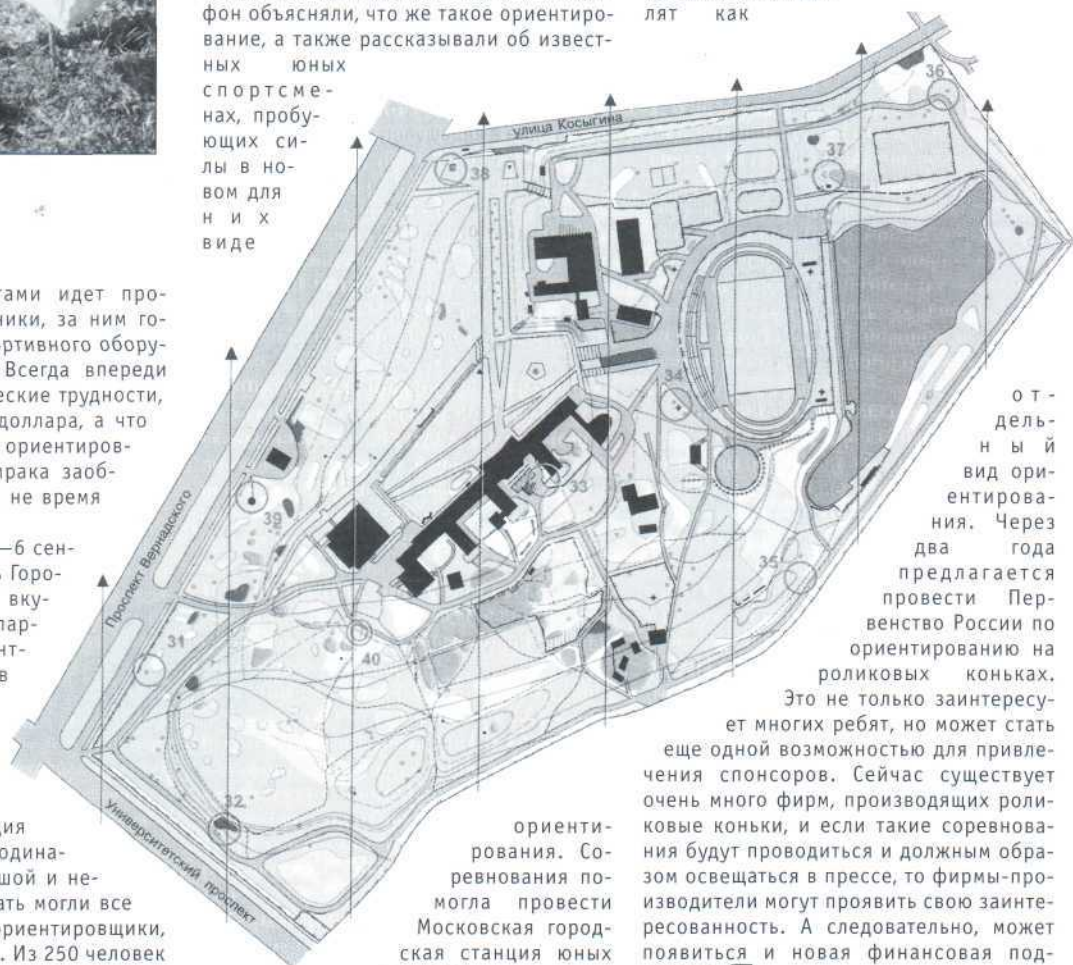 фон объясняли, что же такое ориентиро-
вание, а также рассказывали об извест-
ных юных
спортсме-
нах, пробу-
ющих си-
лы в но-
вом для
них
виде
тами идет про-
ники, за ним го-
ортивного обору-
Всегда впереди
еские трудности,
доллара, а что
ориентиров-
рака заоб-
не время
—6 сен-
ь Горо-
вку-
пар-
нт-
в
ция
одина-
шой и не-
ать могли все
риентировщики,
. Из 250 человек
ориенти-
рования. Со-
ревнования по-
могла провести
Московская город-
ская станция юных
лят как
от-
дель-
ный
вид ори-
ентирова-
ния. Через
два года
предлагается
провести Пер-
венство России по
ориентированию на
роликовых коньках.
Это не только заинтересу-
ет многих ребят, но может стать
еще одной возможностью для привле-
чения спонсоров. Сейчас существует
очень много фирм, производящих роли-
ковые коньки, и если такие соревнова-
ния будут проводиться и должным обра-
зом освещаться в прессе, то фирмы-про-
изводители могут проявить свою заинте-
ресованность. А следовательно, может
появиться и новая финансовая под-
улица Косыгина
Проспект Вернадского
Университетский проспект
36
37
38
34
33
39
35
31
40
32